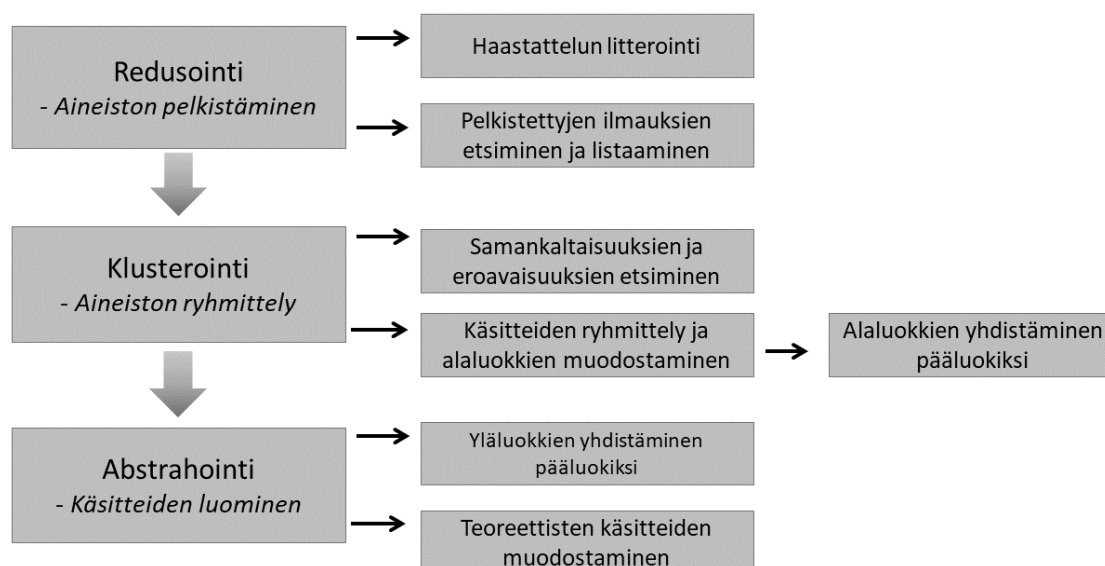 Redusointi
- Aineiston pelkistäminen
Haastattelun litterointi
Pelkistettyjen ilmauksien
etsiminen ja listaaminen
Klusterointi
- Aineiston ryhmittely
Samankaltaisuuksien ja
eroavaisuuksien etsiminen
Käsitteiden ryhmittely ja
alaluokkien muodostaminen
Alaluokkien yhdistäminen
pääluokiksi
Abstrahointi
- Käsitteiden luominen
Yläluokkien yhdistäminen
pääluokiksi
Teoreettisten käsitteiden
muodostaminen